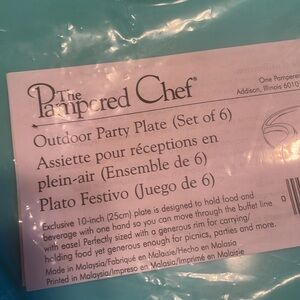 The
Pampered Chef®
One Pampered
Addison, Illinois 6010
Outdoor Party Plate (Set of 6)
Assiette pour réceptions en
plein-air (Ensemble de 6)
Plato Festivo (Juego de 6)
Exclusive 10-inch (25cm) plate is designed to hold food and
beverage with one hand so you can move through the buffet line
with ease! Perfectly sized with a generous rim for carrying/
holding food yet generous enough for picnics, parties and more.
Made in Malaysia/Fabriqué en Malaisie/Hecho en Malasia
Printed in Malaysia/Impreso en Malasia/Imprimé en Malaisie
0